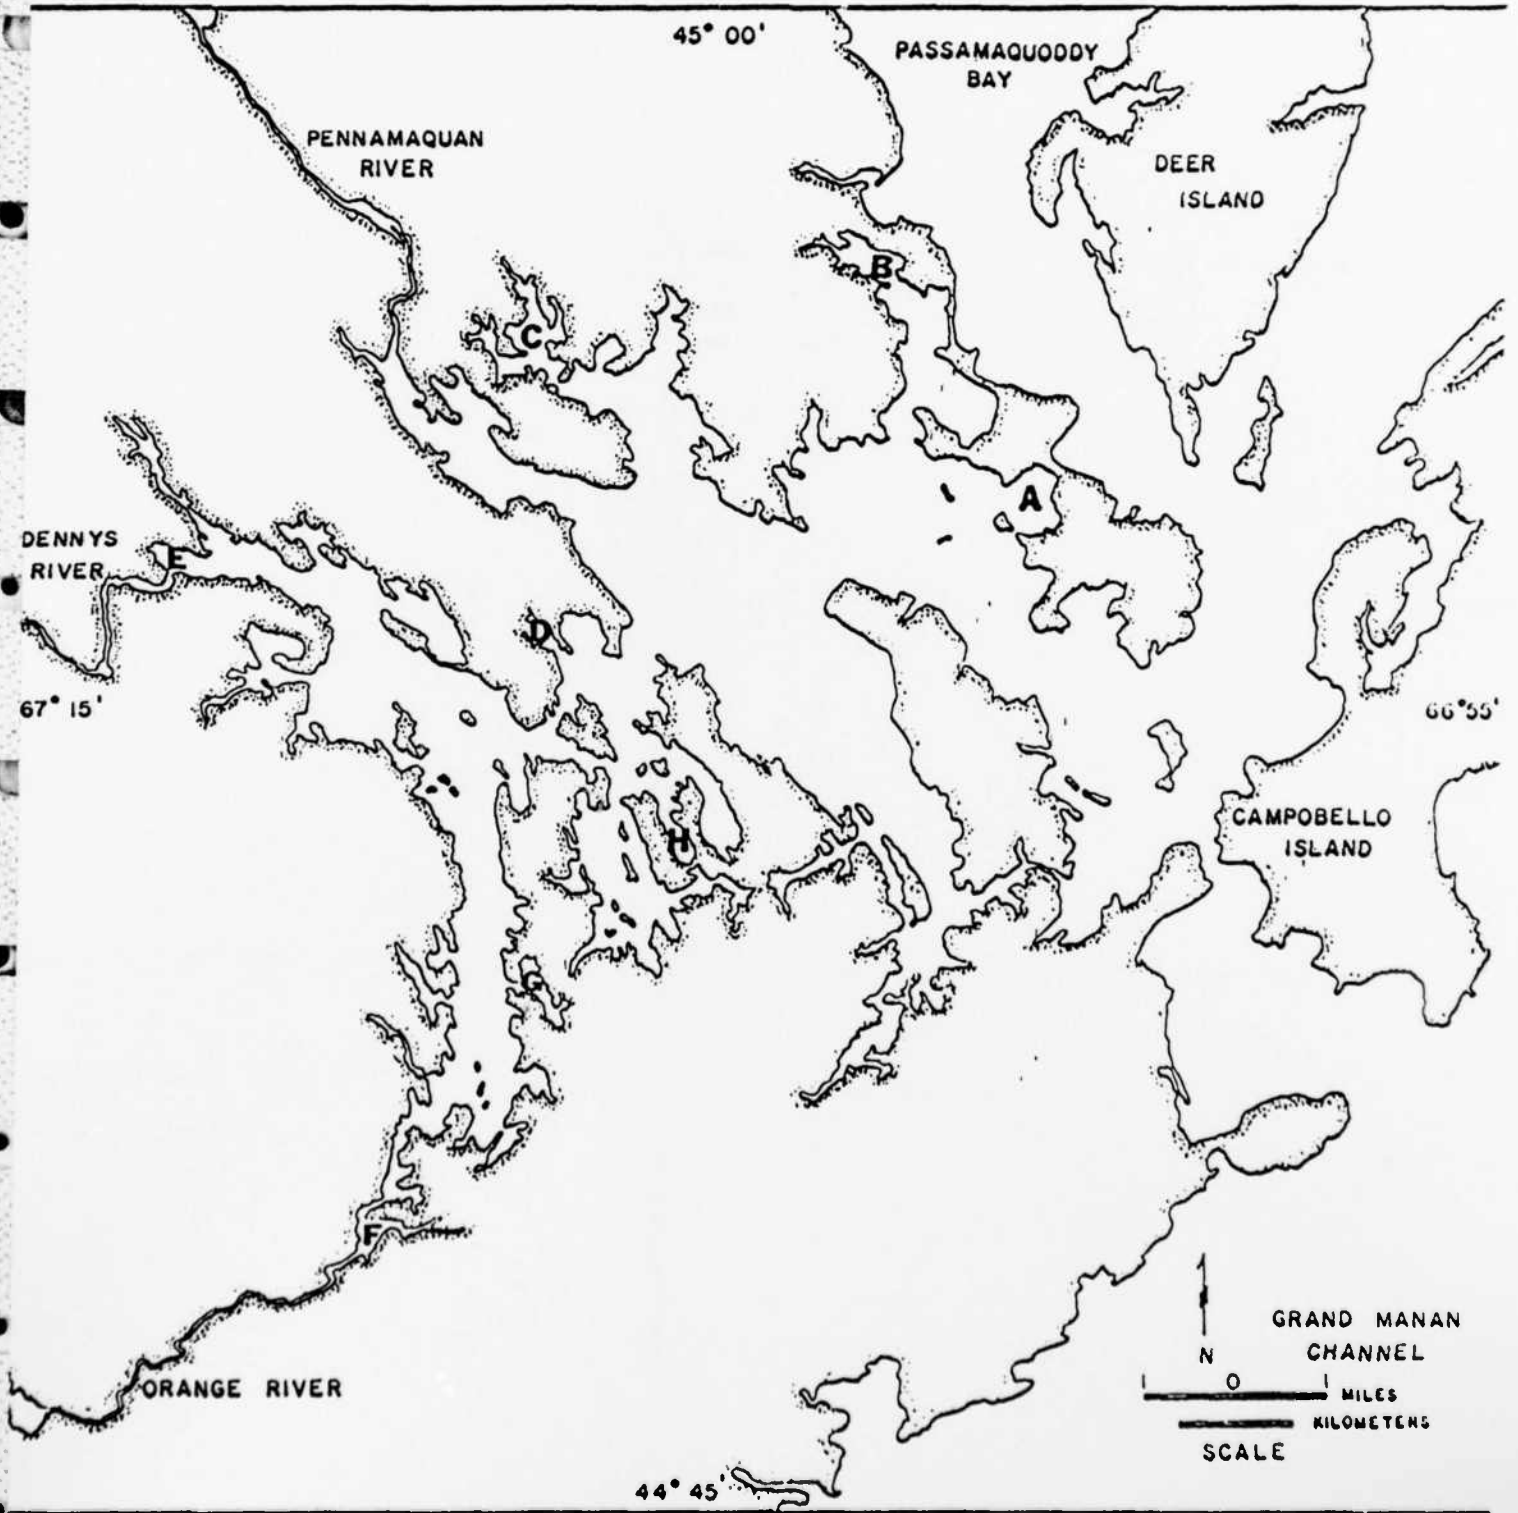 45° 00'
PASSAMAQUODDY
BAY
PENNAMAQUAN
RIVER
DEER
ISLAND
B
C
A
DENNYS
RIVER
E
D
67° 15'
66° 55'
CAMPOBELLO
ISLAND
H
G
F
GRAND MANAN
CHANNEL
N
1 0 1
MILES
KILOMETERS
SCALE
ORANGE RIVER
44° 45'